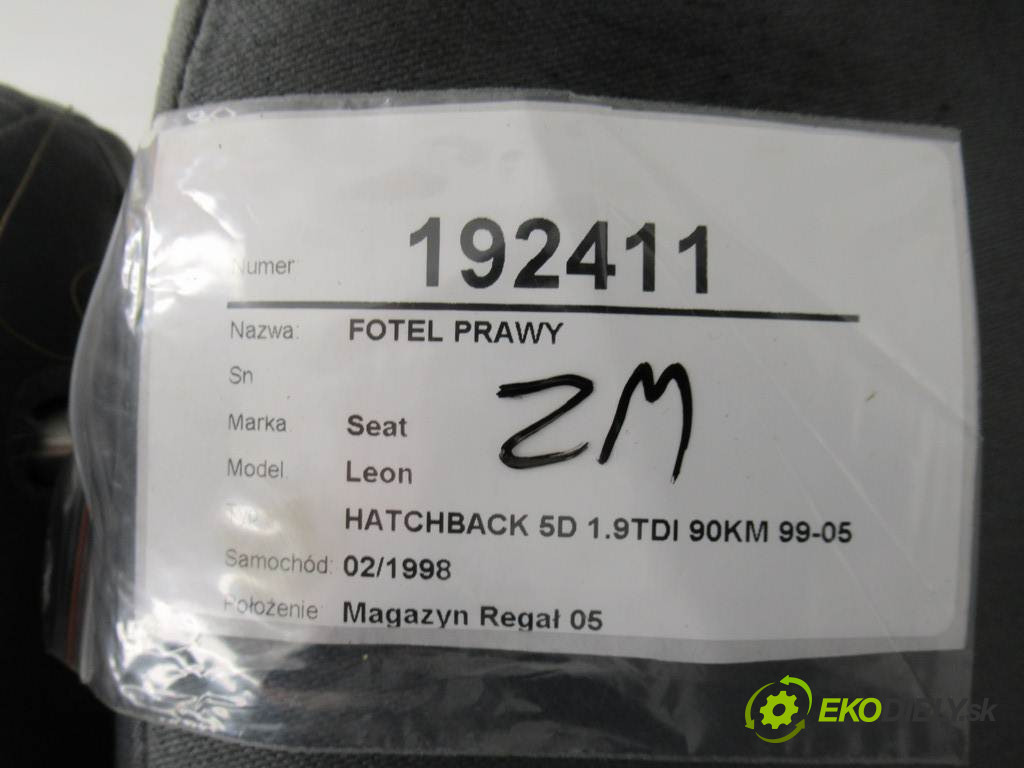 Numer: 192411
Nazwa: FOTEL PRAWY
Sn
ZM
Marka Seat
Model Leon
Typ HATCHBACK 5D 1.9TDI 90KM 99-05
Samochód: 02/1998
Położenie Magazyn Regał 05
EKODIELY.sk